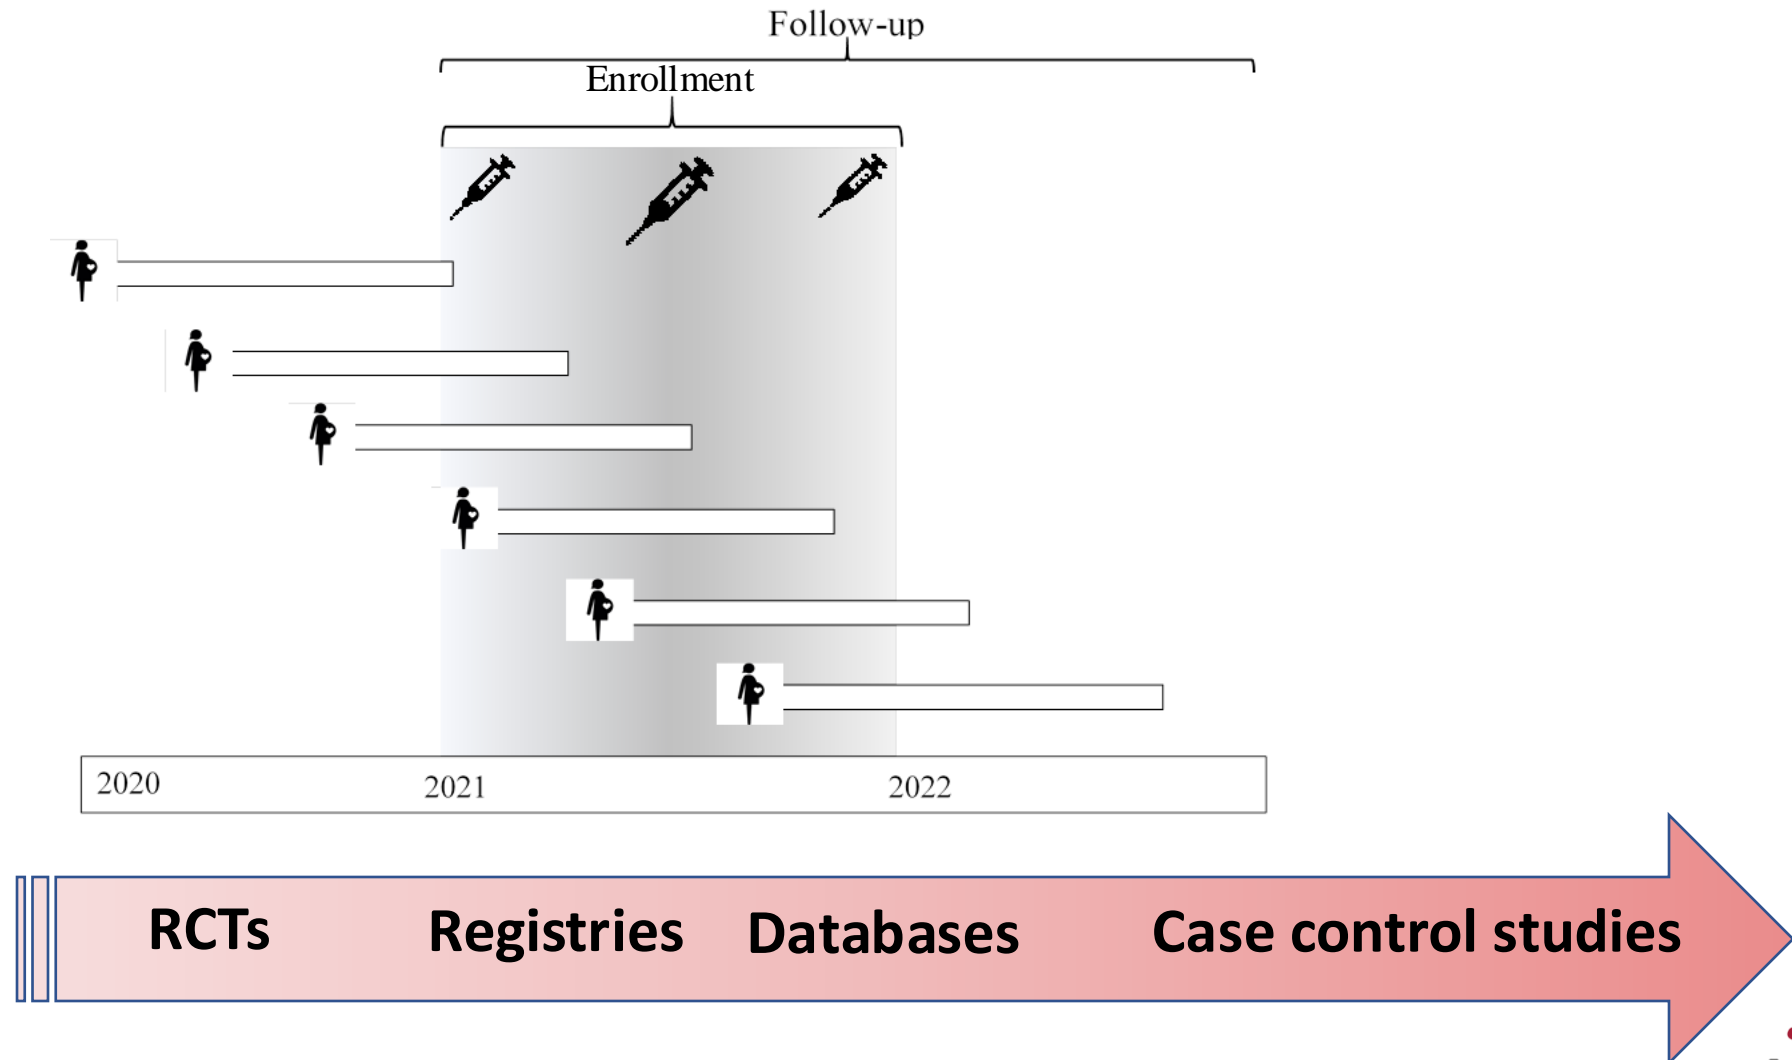 Follow-up
Enrollment
2020 2021 2022
RCTs Registries Databases Case control studies